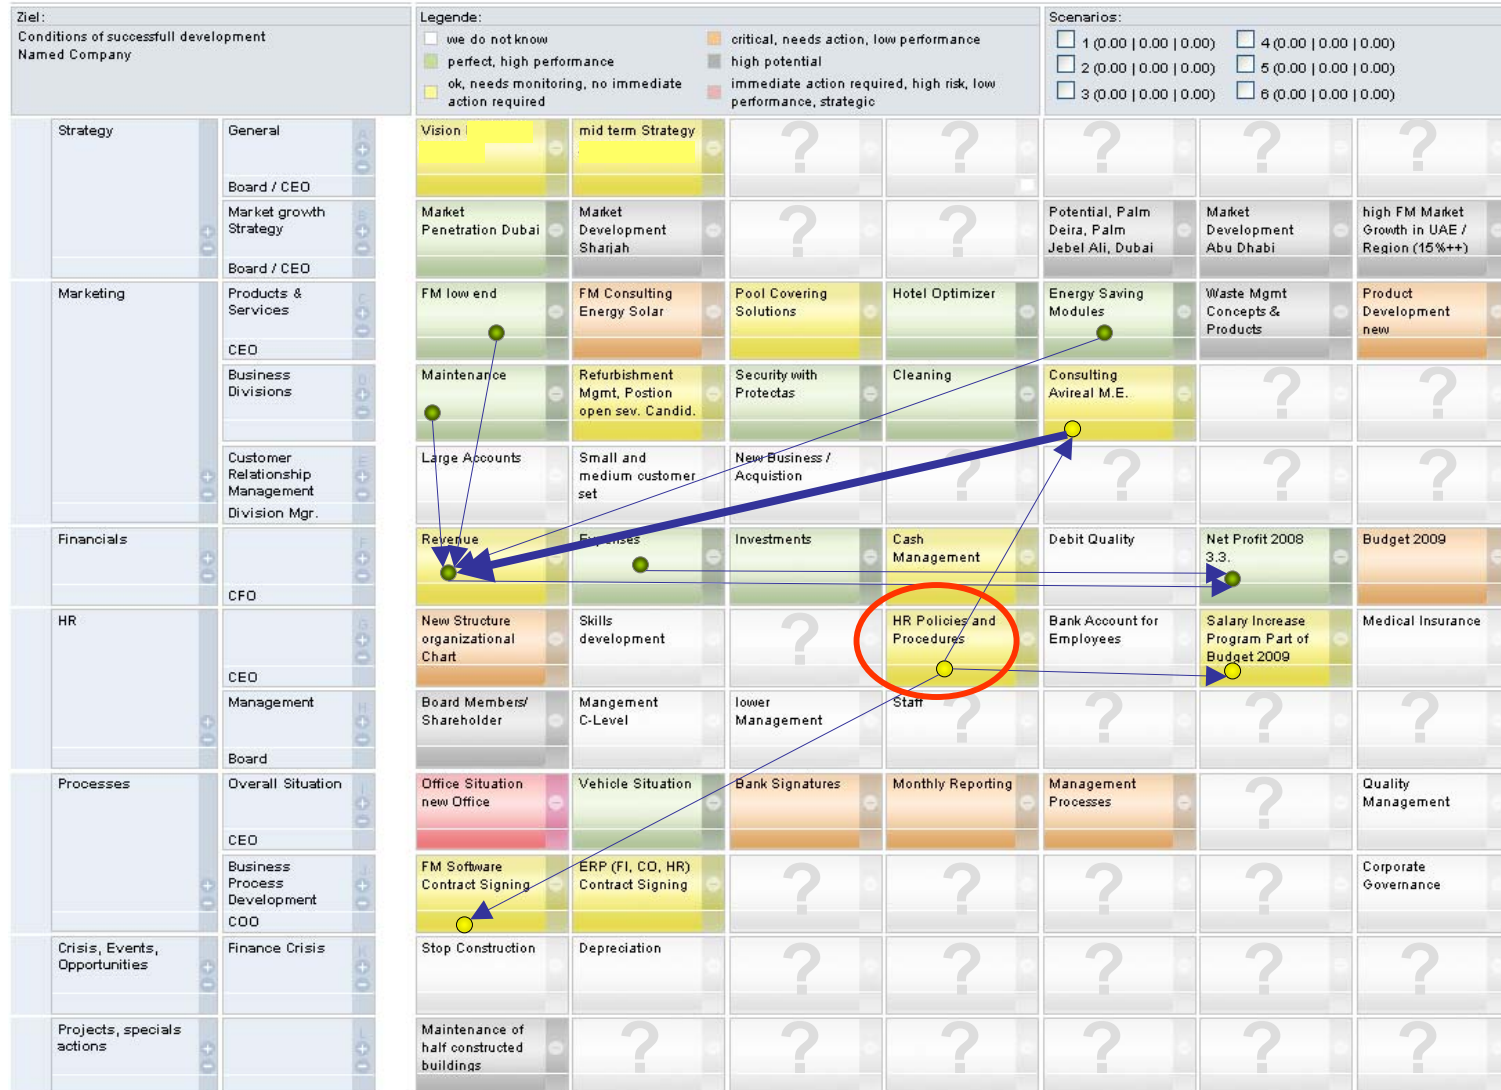 Ziel:
Conditions of successfull development
Named Company
Legende:
we do not know
perfect, high performance
ok, needs monitoring, no immediate
action required
critical, needs action, low performance
high potential
immediate action required, high risk, low
performance, strategic
Scenarios:
1 (0.00 | 0.00 | 0.00)
2 (0.00 | 0.00 | 0.00)
3 (0.00 | 0.00 | 0.00)
4 (0.00 | 0.00 | 0.00)
5 (0.00 | 0.00 | 0.00)
6 (0.00 | 0.00 | 0.00)
Strategy
General
Board / CEO
Vision
mid term Strategy
?
?
?
?
?
Market growth
Strategy
Board / CEO
Market
Penetration Dubai
Market
Development
Sharjah
?
?
Potential, Palm
Deira, Palm
Jebel Ali, Dubai
Market
Development
Abu Dhabi
high FM Market
Growth in UAE /
Region (15%++)
Marketing
Products &
Services
CEO
FM low end
FM Consulting
Energy Solar
Pool Covering
Solutions
Hotel Optimizer
Energy Saving
Modules
Waste Mgmt
Concepts &
Products
Product
Development
new
Business
Divisions
Maintenance
Refurbishment
Mgmt, Postion
open sev. Candid.
Security with
Protectas
Cleaning
Consulting
Avireal M.E.
?
?
Customer
Relationship
Management
Division Mgr.
Large Accounts
Small and
medium customer
set
New Business /
Acquistion
?
?
?
?
Financials
CFO
Revenue
Expenses
Investments
Cash
Management
Debit Quality
Net Profit 2008
3.3.
Budget 2009
HR
CEO
New Structure
organizational
Chart
Skills
development
?
HR Policies and
Procedures
Bank Account for
Employees
Salary Increase
Program Part of
Budget 2009
Medical Insurance
Management
Board
Board Members/
Shareholder
Mangement
C-Level
lower
Management
Staff
?
?
?
?
Processes
Overall Situation
CEO
Office Situation
new Office
Vehicle Situation
Bank Signatures
Monthly Reporting
Management
Processes
?
Quality
Management
Business
Process
Development
COO
FM Software
Contract Signing
ERP (FI, CO, HR)
Contract Signing
?
?
?
?
Corporate
Governance
Crisis, Events,
Opportunities
Finance Crisis
Stop Construction
Depreciation
?
?
?
?
?
Projects, specials
actions
Maintenance of
half constructed
buildings
?
?
?
?
?
?